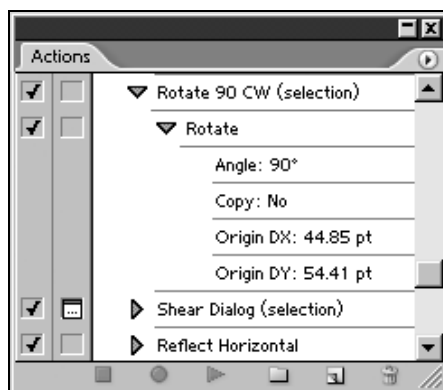 Actions
Rotate 90 CW (selection)
Rotate
Angle: 90°
Copy: No
Origin DX: 44.85 pt
Origin DY: 54.41 pt
Shear Dialog (selection)
Reflect Horizontal